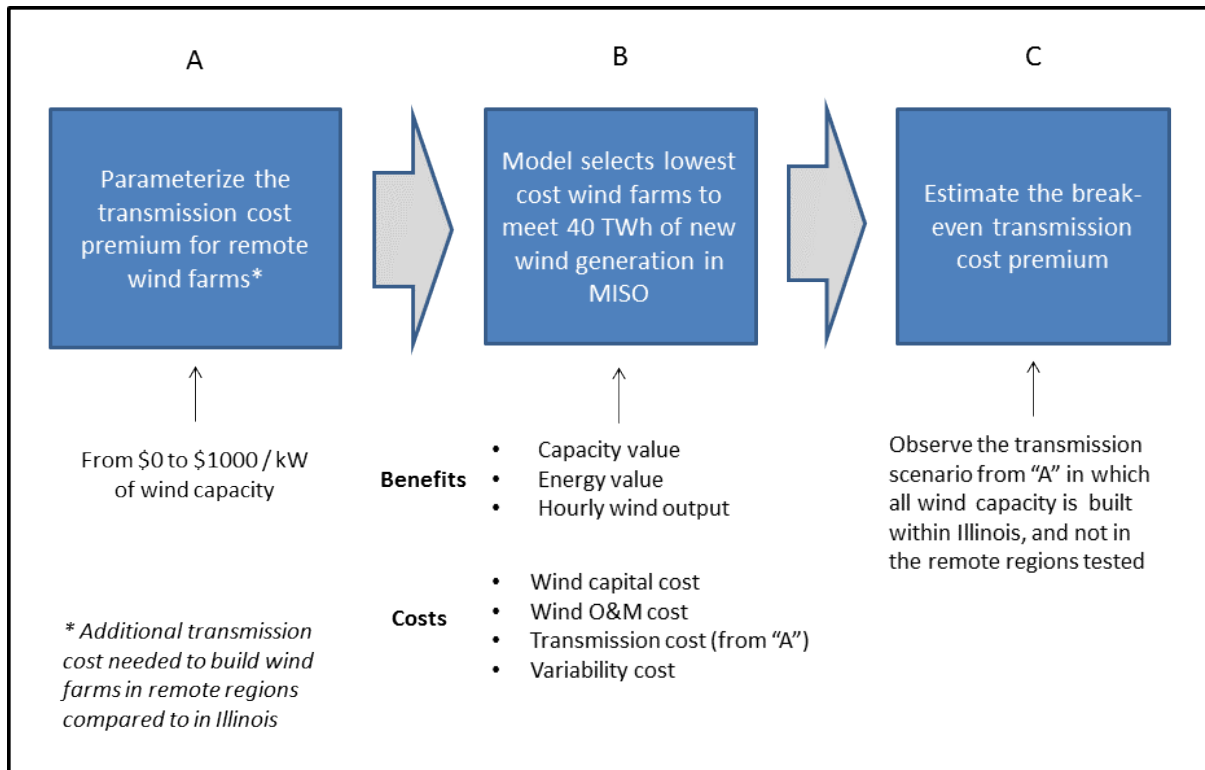 A
B
C
Parameterize the
transmission cost
premium for remote
wind farms*
Model selects lowest
cost wind farms to
meet 40 TWh of new
wind generation in
MISO
Estimate the break-
even transmission
cost premium
From $0 to $1000 / kW
of wind capacity
Benefits
• Capacity value
• Energy value
• Hourly wind output
Costs
• Wind capital cost
• Wind O&M cost
• Transmission cost (from “A”)
• Variability cost
Observe the transmission
scenario from “A” in which
all wind capacity is built
within Illinois, and not in
the remote regions tested
* Additional transmission
cost needed to build wind
farms in remote regions
compared to in Illinois